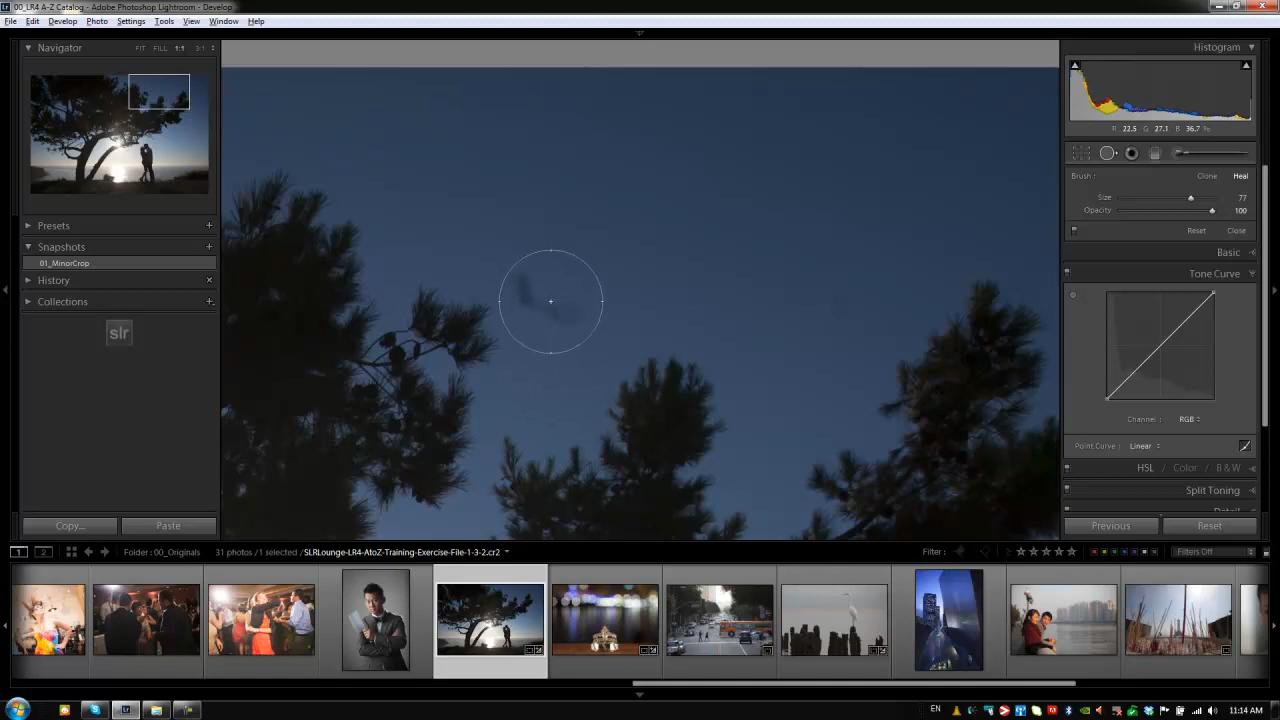 00_LR4 A-Z Catalog - Adobe Photoshop Lightroom - Develop
File Edit Develop Photo Settings Tools View Window Help
Navigator FIT FILL 1:1 3:1
Histogram
R 22.5 G 27.1 B 36.7 %
Brush : Clone Heal
Size 77
Opacity 100
Reset Close
Presets
Snapshots
01_MinorCrop
History
Collections
slr
Basic
Tone Curve
Channel : RGB
Point Curve : Linear
HSL / Color / B & W
Split Toning
Detail
Copy... Paste
Previous Reset
1 2 Folder : 00_Originals 31 photos /1 selected /SLRLounge-LR4-AtoZ-Training-Exercise-File-1-3-2.cr2 Filter : Filters Off
EN 11:14 AM